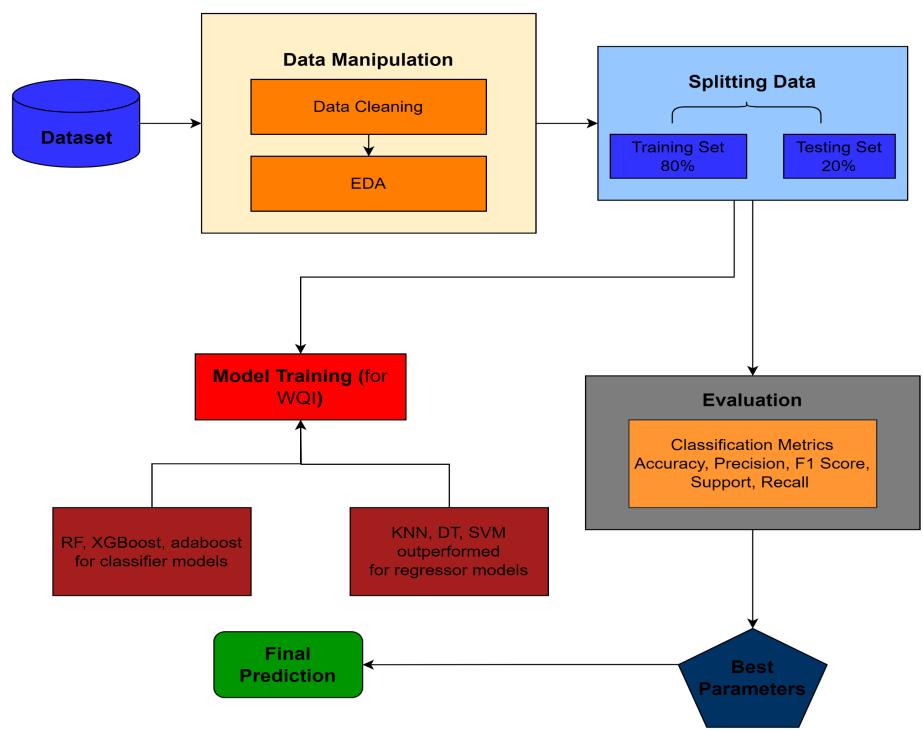 Dataset
Data Manipulation
Data Cleaning
EDA
Splitting Data
Training Set
80%
Testing Set
20%
Model Training (for
WQI)
RF, XGBoost, adaboost
for classifier models
KNN, DT, SVM
outperformed
for regressor models
Evaluation
Classification Metrics
Accuracy, Precision, F1 Score,
Support, Recall
Best
Parameters
Final
Prediction